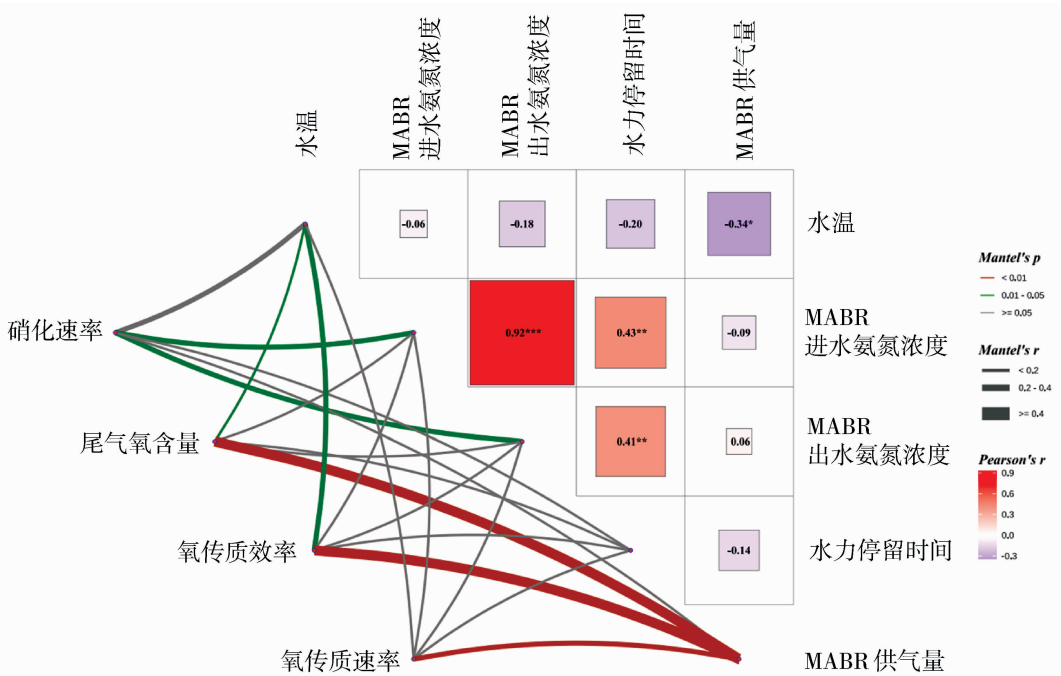 水温
MABR
进水氨氮浓度
MABR
出水氨氮浓度
水力停留时间
MABR 供气量
-0.06
-0.18
-0.20
-0.34*
水温
0.92***
0.43**
-0.09
MABR
进水氨氮浓度
0.41**
0.06
MABR
出水氨氮浓度
-0.14
水力停留时间
MABR 供气量
硝化速率
尾气氧含量
氧传质效率
氧传质速率
Mantel's p
< 0.01
0.01 - 0.05
>= 0.05
Mantel's r
< 0.2
0.2 - 0.4
>= 0.4
Pearson's r
0.9
0.6
0.3
0.0
-0.3